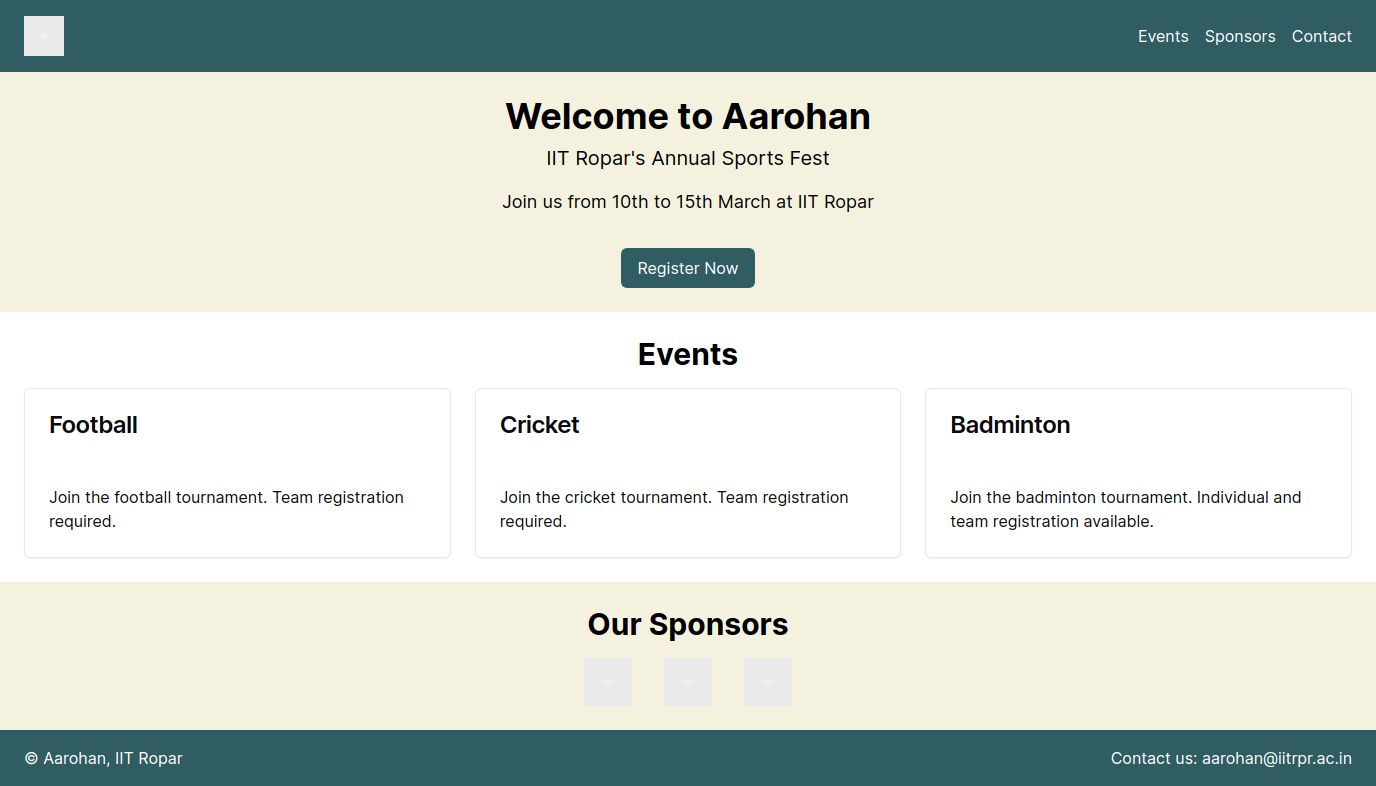 Events Sponsors Contact
Welcome to Aarohan
IIT Ropar's Annual Sports Fest
Join us from 10th to 15th March at IIT Ropar
Register Now
Events
Football
Join the football tournament. Team registration
required.
Cricket
Join the cricket tournament. Team registration
required.
Badminton
Join the badminton tournament. Individual and
team registration available.
Our Sponsors
© Aarohan, IIT Ropar
Contact us: aarohan@iitrpr.ac.in